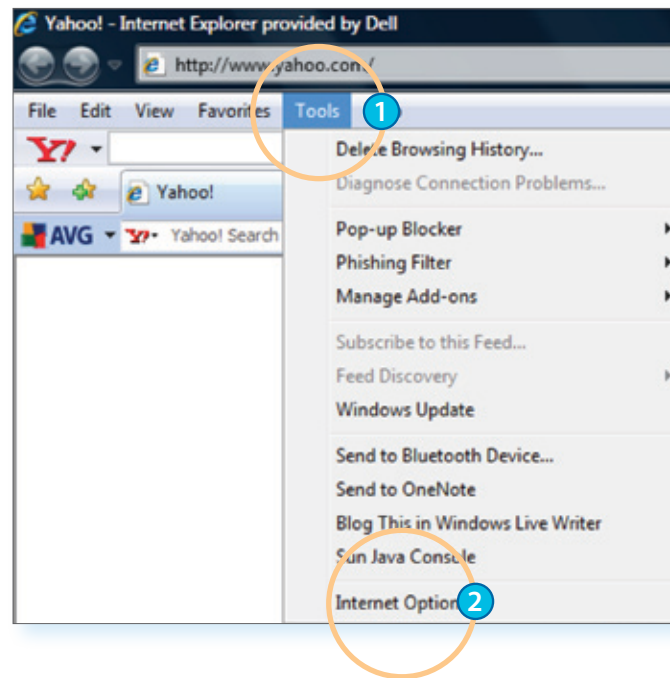 Yahoo! - Internet Explorer provided by Dell
http://www.yahoo.com/
File Edit View Favorites Tools 1
Y!
Delete Browsing History...
Diagnose Connection Problems...
Yahoo!
AVG Y! Yahoo! Search
Pop-up Blocker
Phishing Filter
Manage Add-ons
Subscribe to this Feed...
Feed Discovery
Windows Update
Send to Bluetooth Device...
Send to OneNote
Blog This in Windows Live Writer
Sun Java Console
Internet Option 2